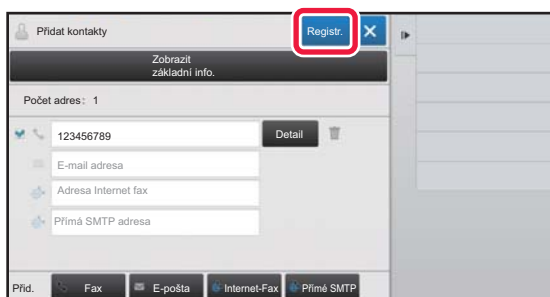 Přidat kontakty
Registr.
Zobrazit
základní info.
Počet adres: 1
123456789
Detail
E-mail adresa
Adresa Internet fax
Přímá SMTP adresa
Přid.
Fax
E-pošta
Internet-Fax
Přímé SMTP